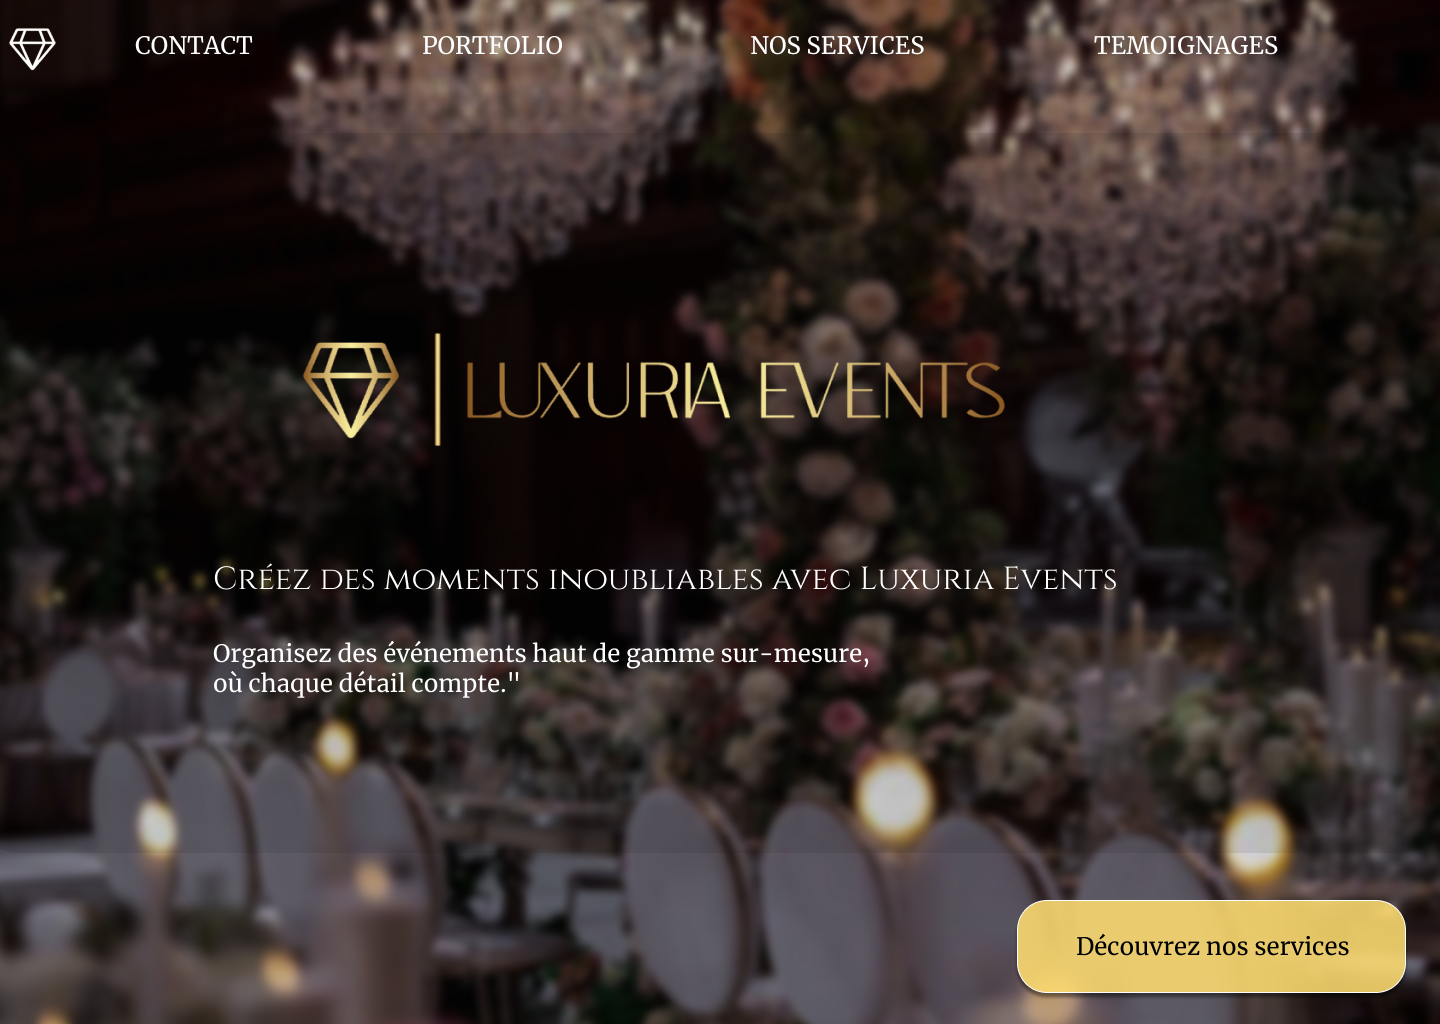 CONTACT
PORTFOLIO
NOS SERVICES
TEMOIGNAGES
LUXURIA EVENTS
Créez des moments inoubliables avec Luxuria Events
Organisez des événements haut de gamme sur-mesure,
où chaque détail compte."
Découvrez nos services